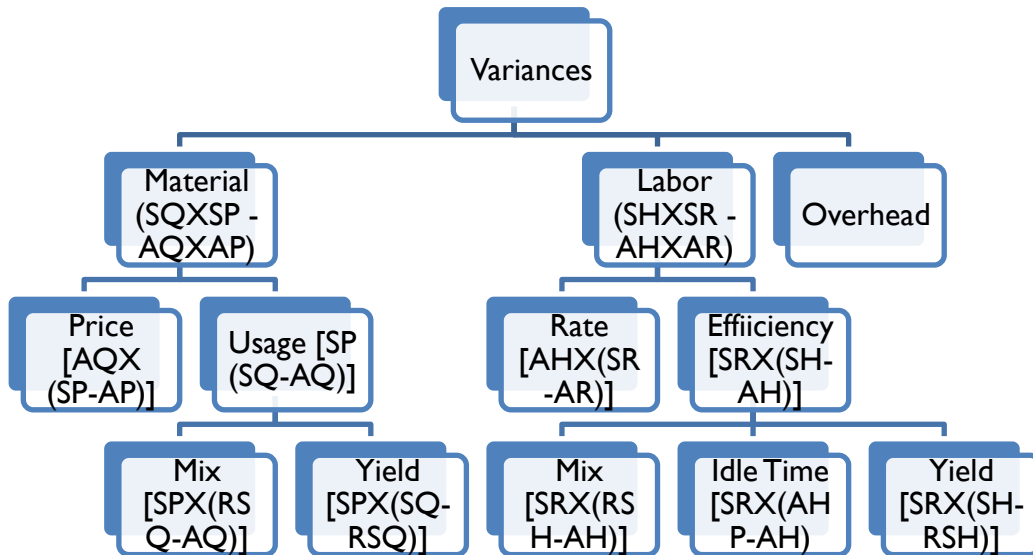 Variances
Material
(SQXSP -
AQXAP)
Labor
(SHXSR -
AHXAR)
Overhead
Price
[AQX
(SP-AP)]
Usage [SP
(SQ-AQ)]
Rate
[AHX(SR
-AR)]
Effiiciency
[SRX(SH-
AH)]
Mix
[SPX(RS
Q-AQ)]
Yield
[SPX(SQ-
RSQ)]
Mix
[SRX(RS
H-AH)]
Idle Time
[SRX(AH
P-AH)
Yield
[SRX(SH-
RSH)]